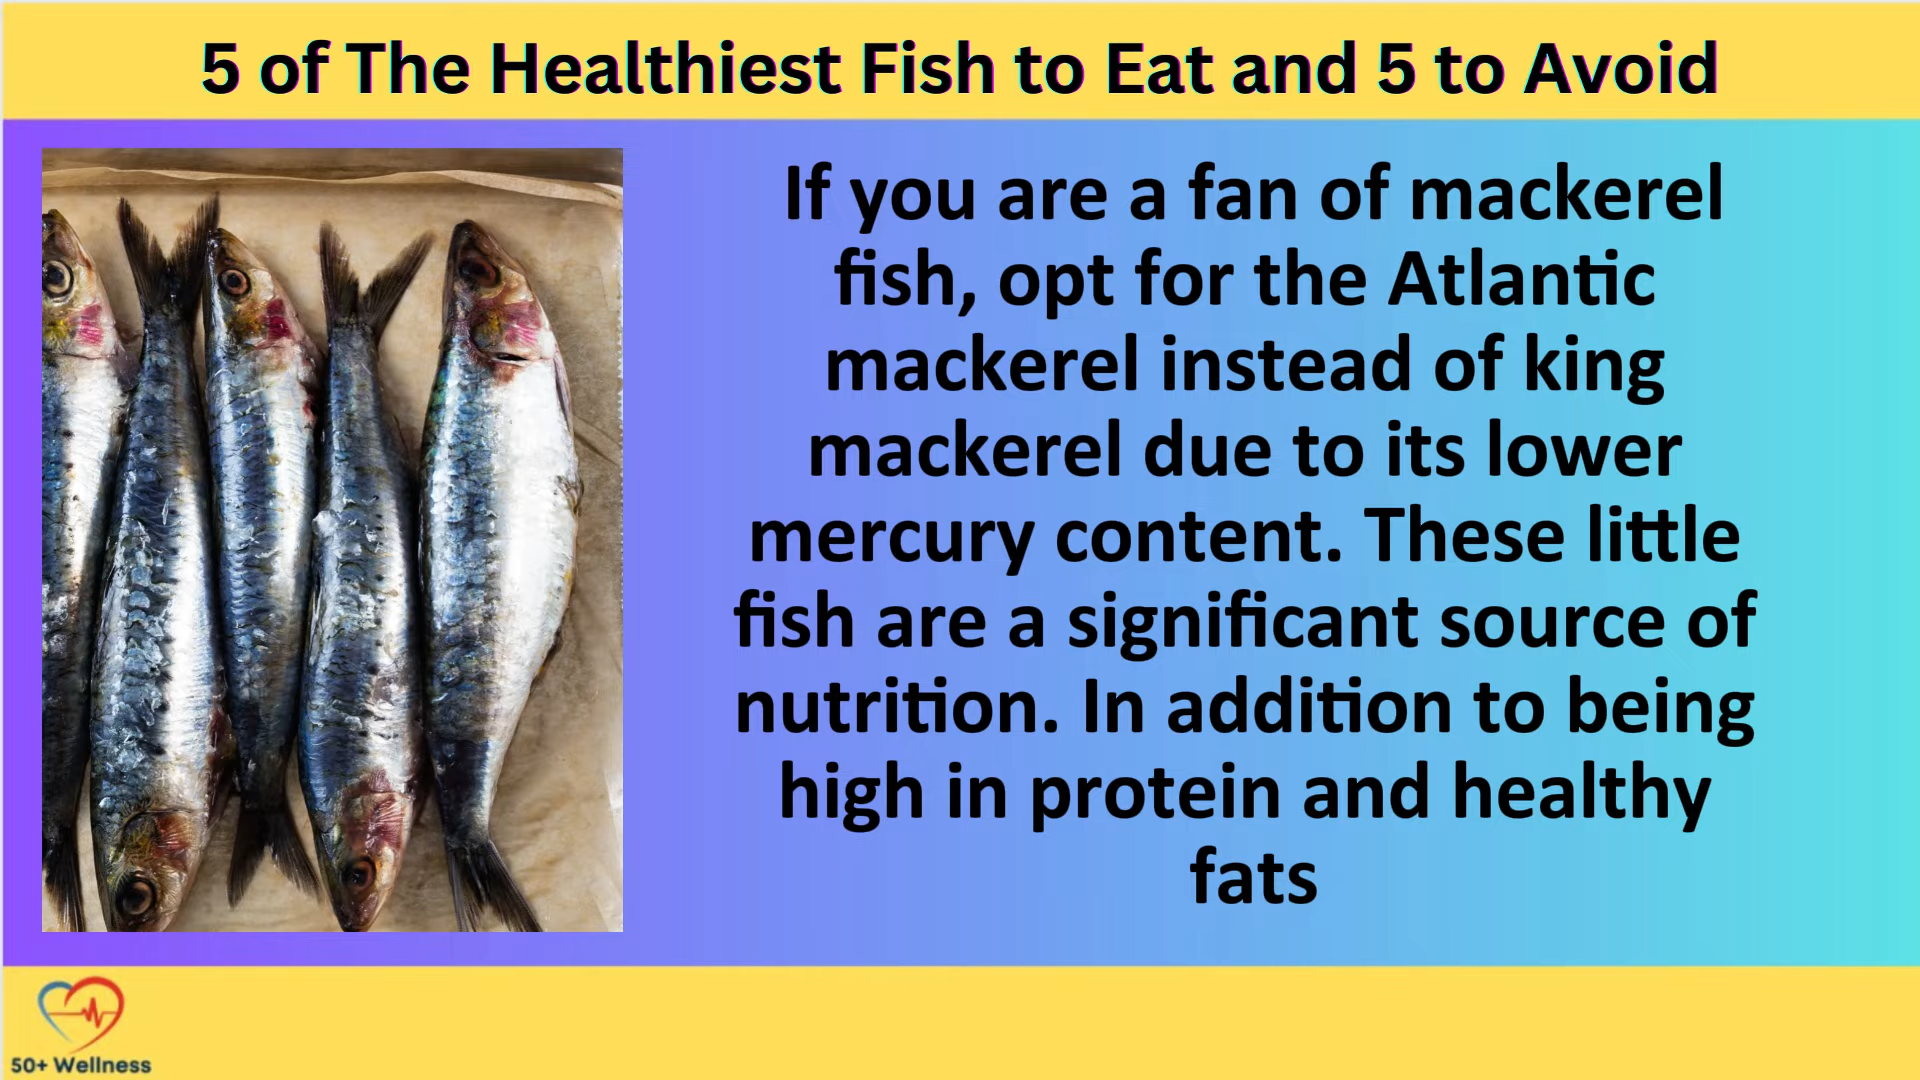 5 of The Healthiest Fish to Eat and 5 to Avoid
If you are a fan of mackerel
fish, opt for the Atlantic
mackerel instead of king
mackerel due to its lower
mercury content. These little
fish are a significant source of
nutrition. In addition to being
high in protein and healthy
fats
50+ Wellness